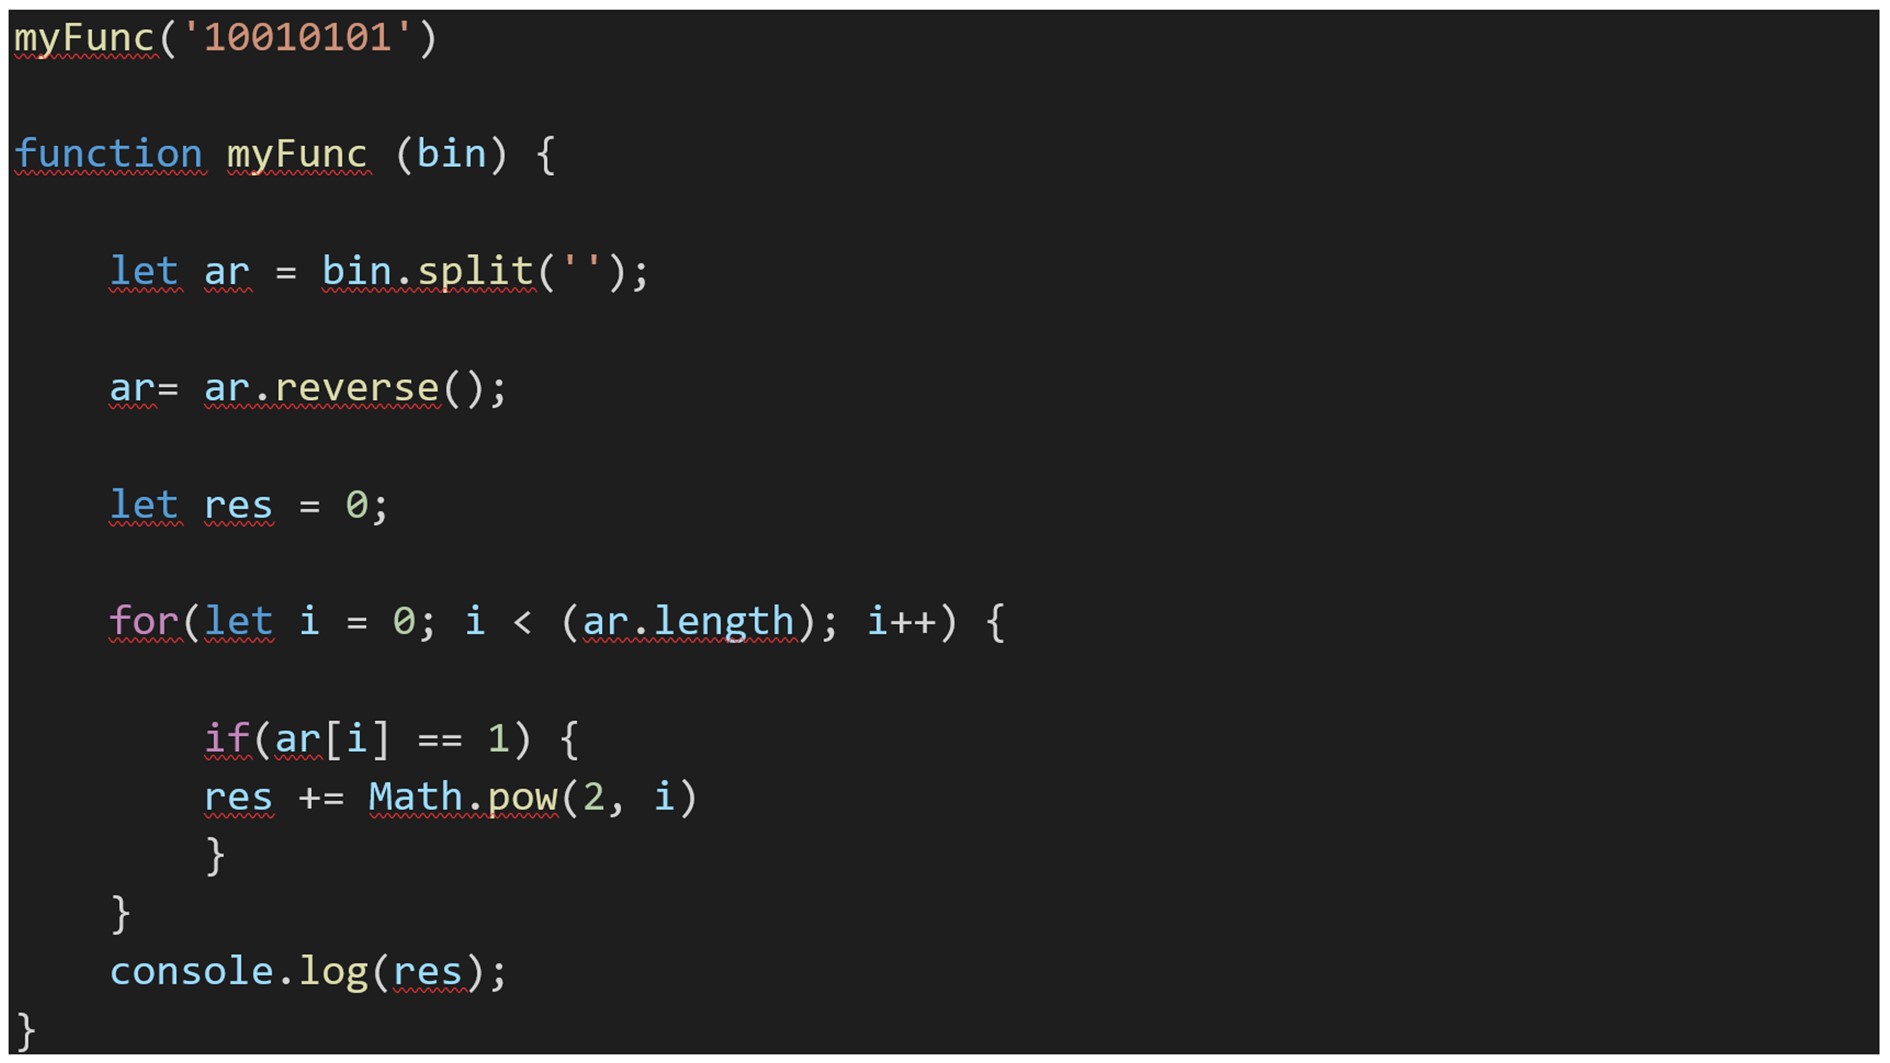 myFunc('10010101')
function myFunc (bin) {
let ar = bin.split('');
ar= ar.reverse();
let res = 0;
for(let i = 0; i < (ar.length); i++) {
if(ar[i] == 1) {
res += Math.pow(2, i)
}
}
console.log(res);
}